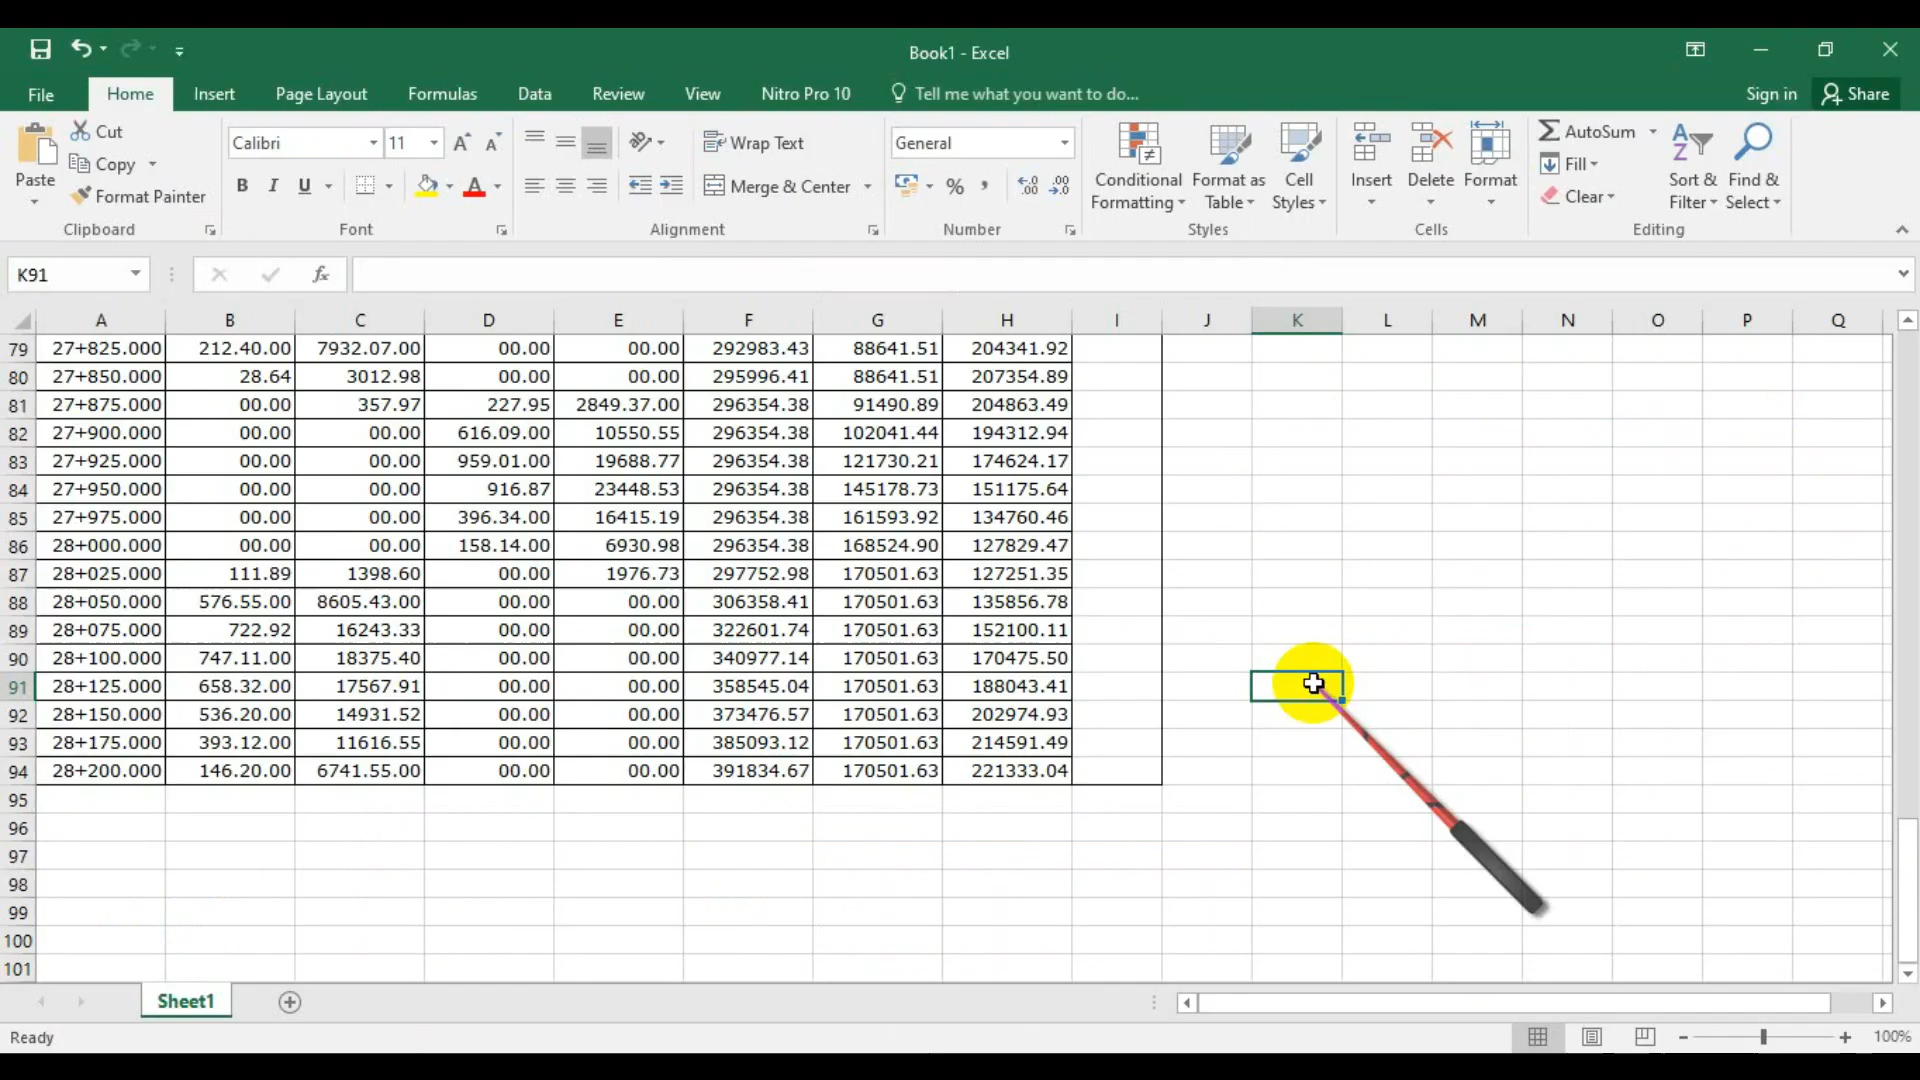 Book1 - Excel
File Home Insert Page Layout Formulas Data Review View Nitro Pro 10 Tell me what you want to do... Sign in Share
Paste Cut Copy Format Painter Clipboard
Calibri 11 B I U A Font
Wrap Text Merge & Center Alignment
General % , Number
Conditional Formatting Format as Table Cell Styles Styles
Insert Delete Format Cells
AutoSum Fill Clear Sort & Filter Find & Select Editing
K91 fx
A B C D E F G H I J K L M N O P Q
79 27+825.000 212.40.00 7932.07.00 00.00 00.00 292983.43 88641.51 204341.92
80 27+850.000 28.64 3012.98 00.00 00.00 295996.41 88641.51 207354.89
81 27+875.000 00.00 357.97 227.95 2849.37.00 296354.38 91490.89 204863.49
82 27+900.000 00.00 00.00 616.09.00 10550.55 296354.38 102041.44 194312.94
83 27+925.000 00.00 00.00 959.01.00 19688.77 296354.38 121730.21 174624.17
84 27+950.000 00.00 00.00 916.87 23448.53 296354.38 145178.73 151175.64
85 27+975.000 00.00 00.00 396.34.00 16415.19 296354.38 161593.92 134760.46
86 28+000.000 00.00 00.00 158.14.00 6930.98 296354.38 168524.90 127829.47
87 28+025.000 111.89 1398.60 00.00 1976.73 297752.98 170501.63 127251.35
88 28+050.000 576.55.00 8605.43.00 00.00 00.00 306358.41 170501.63 135856.78
89 28+075.000 722.92 16243.33 00.00 00.00 322601.74 170501.63 152100.11
90 28+100.000 747.11.00 18375.40 00.00 00.00 340977.14 170501.63 170475.50
91 28+125.000 658.32.00 17567.91 00.00 00.00 358545.04 170501.63 188043.41
92 28+150.000 536.20.00 14931.52 00.00 00.00 373476.57 170501.63 202974.93
93 28+175.000 393.12.00 11616.55 00.00 00.00 385093.12 170501.63 214591.49
94 28+200.000 146.20.00 6741.55.00 00.00 00.00 391834.67 170501.63 221333.04
95
96
97
98
99
100
101
Sheet1
Ready 100%